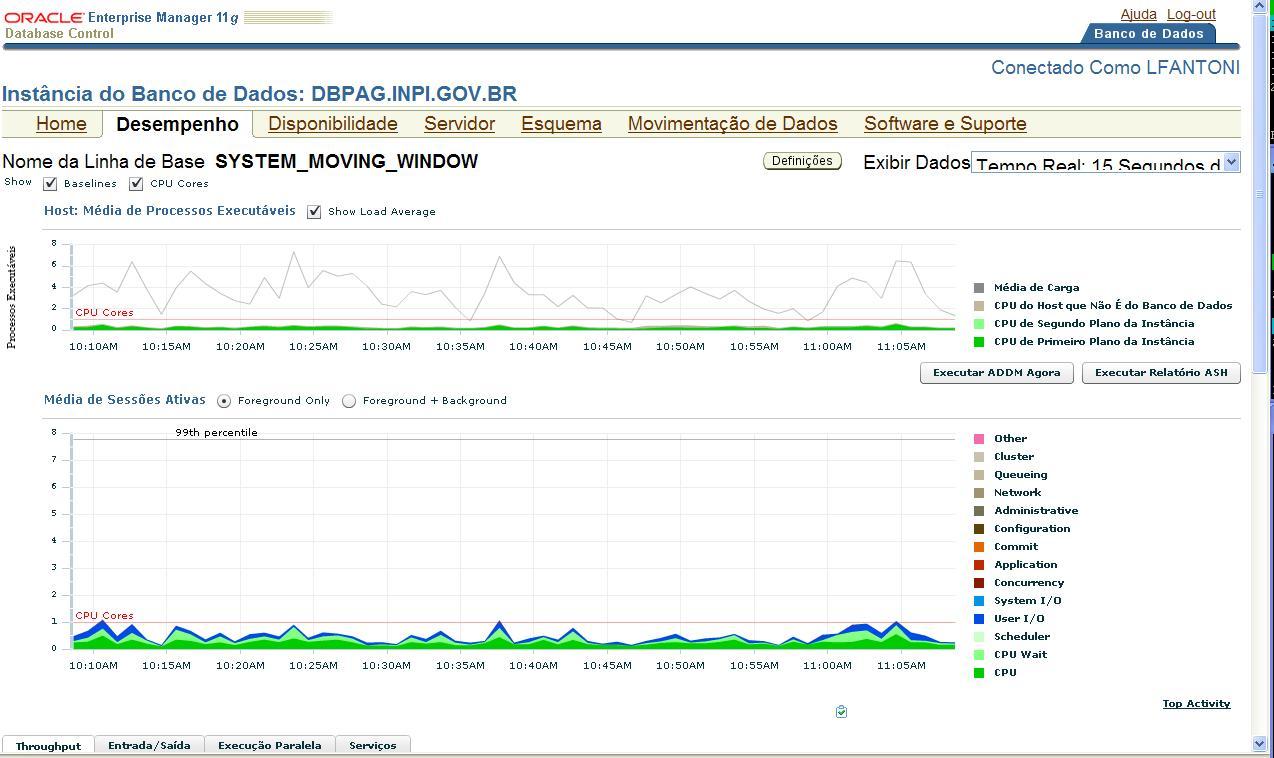 ORACLE Enterprise Manager 11g
Database Control
Ajuda Log-out
Banco de Dados
Conectado Como LFANTONI
Instância do Banco de Dados: DBPAG.INPI.GOV.BR
Home Desempenho Disponibilidade Servidor Esquema Movimentação de Dados Software e Suporte
Nome da Linha de Base SYSTEM_MOVING_WINDOW Definições Exibir Dados Tempo Real: 15 Segundos d
Show Baselines CPU Cores
Host: Média de Processos Executáveis Show Load Average
Processos Executáveis
8
6
4
2
0
CPU Cores
10:10AM 10:15AM 10:20AM 10:25AM 10:30AM 10:35AM 10:40AM 10:45AM 10:50AM 10:55AM 11:00AM 11:05AM
Média de Carga
CPU do Host que Não É do Banco de Dados
CPU de Segundo Plano da Instância
CPU de Primeiro Plano da Instância
Executar ADDM Agora Executar Relatório ASH
Média de Sessões Ativas Foreground Only Foreground + Background
99th percentile
8
7
6
5
4
3
2
1
0
CPU Cores
10:10AM 10:15AM 10:20AM 10:25AM 10:30AM 10:35AM 10:40AM 10:45AM 10:50AM 10:55AM 11:00AM 11:05AM
Other
Cluster
Queueing
Network
Administrative
Configuration
Commit
Application
Concurrency
System I/O
User I/O
Scheduler
CPU Wait
CPU
Top Activity
Throughput Entrada/Saída Execução Paralela Serviços